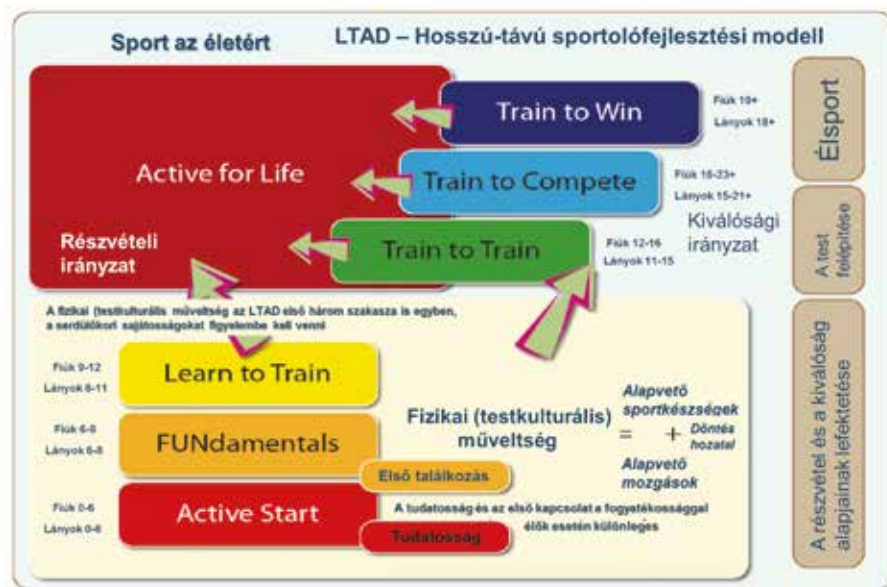 Sport az életért
LTAD – Hosszú-távú sportolófejlesztési modell
Active for Life
Részvételi
irányzat
Train to Win
Fiúk 19+
Lányok 18+
Train to Compete
Fiúk 16-23+
Lányok 15-21+
Kiválósági
irányzat
Train to Train
Fiúk 12-16
Lányok 11-15
Élsport
A test
felépítése
A részvétel és a kiválóság
alapjainak lefektetése
A fizikai (testkulturális) műveltség az LTAD első három szakasza is egyben,
a serdülőkori sajátosságokat figyelembe kell venni
Fiúk 9-12
Lányok 8-11
Learn to Train
Fiúk 6-9
Lányok 6-8
FUNdamentals
Első találkozás
Fiúk 0-6
Lányok 0-6
Active Start
Tudatosság
Fizikai (testkulturális)
műveltség
=
Alapvető
sportkészségek
+ Döntés
hozatal
Alapvető
mozgások
A tudatosság és az első kapcsolat a fogyatékossággal
élők esetén különleges